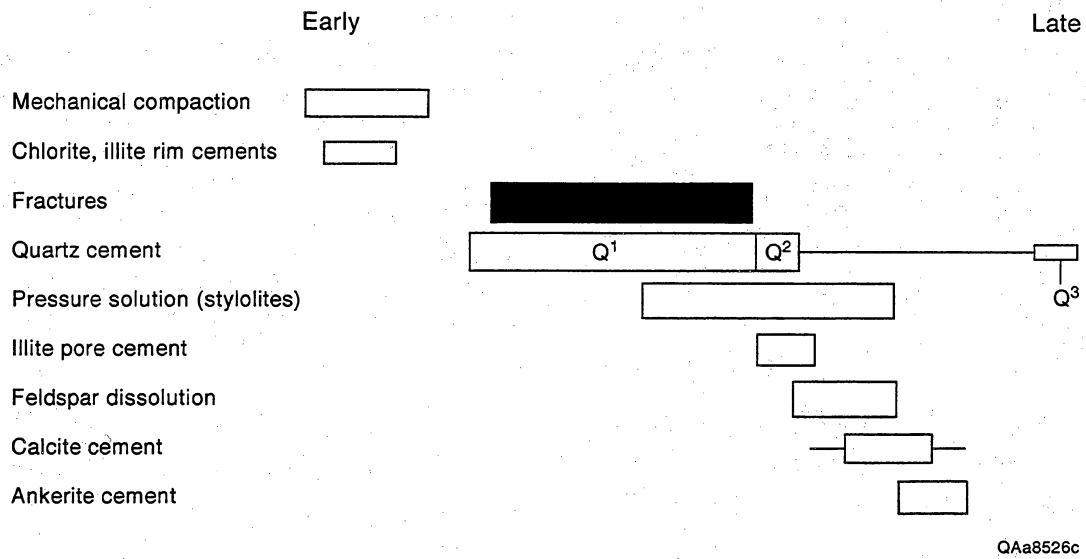 Early Late
Mechanical compaction
Chlorite, illite rim cements
Fractures
Quartz cement Q¹ Q²
Q³
Pressure solution (stylolites)
Illite pore cement
Feldspar dissolution
Calcite cement
Ankerite cement
QAa8526c